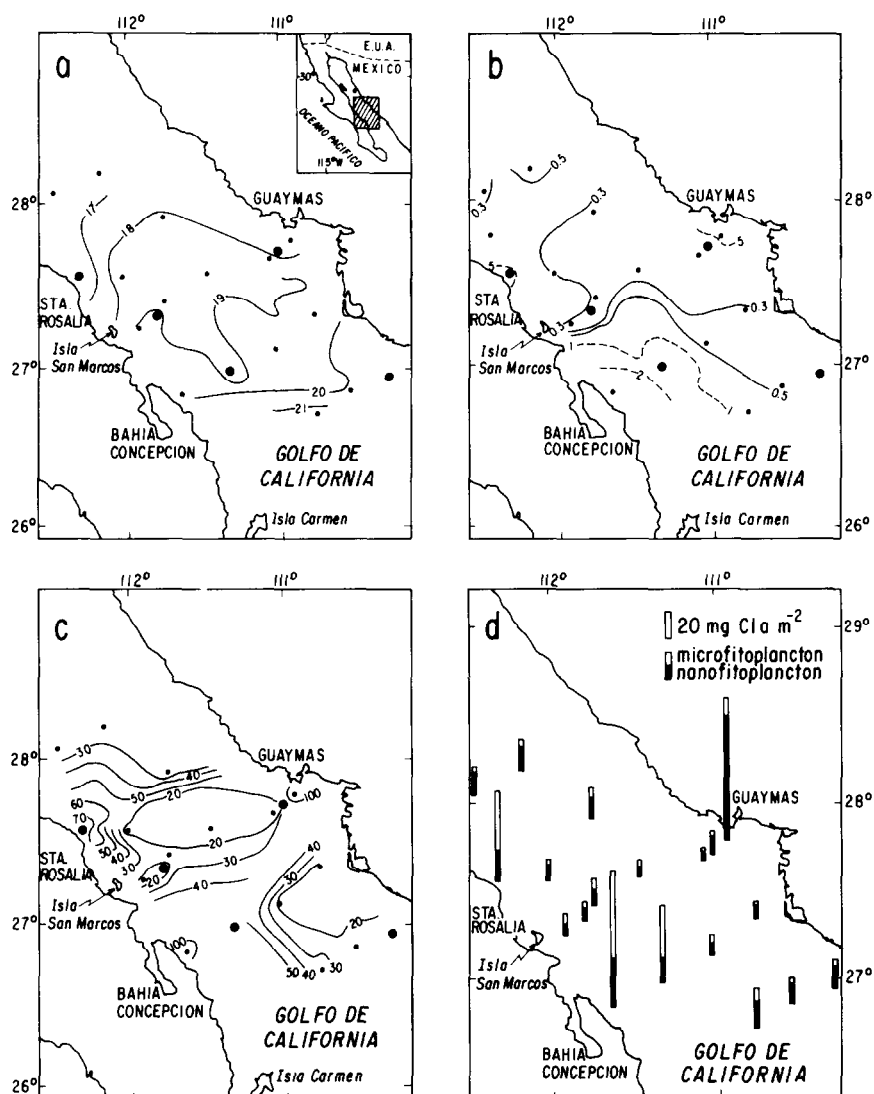 112°
111°
a
E.U.A.
MEXICO
30°
OCEANO PACIFICO
115°W
28°
27°
26°
GUAYMAS
STA.
ROSALIA
Isla
San Marcos
BAHIA
CONCEPCION
GOLFO DE
CALIFORNIA
Isla Carmen
17
18
19
20
21
112°
111°
b
28°
27°
26°
GUAYMAS
STA.
ROSALIA
Isla
San Marcos
BAHIA
CONCEPCION
GOLFO DE
CALIFORNIA
Isla Carmen
0.5
0.3
0.3
5
5
0.3
0.3
1
2
1
0.5
112°
111°
c
28°
27°
26°
GUAYMAS
STA.
ROSALIA
Isla
San Marcos
BAHIA
CONCEPCION
GOLFO DE
CALIFORNIA
Isla Carmen
30
40
50
20
100
60
70
50
40
30
20
20
30
40
100
40
30
20
50
40
30
112°
111°
d
29°
28°
27°
20 mg Cl a m⁻²
microfitoplancton
nanofitoplancton
GUAYMAS
STA.
ROSALIA
Isla
San Marcos
BAHIA
CONCEPCION
GOLFO DE
CALIFORNIA